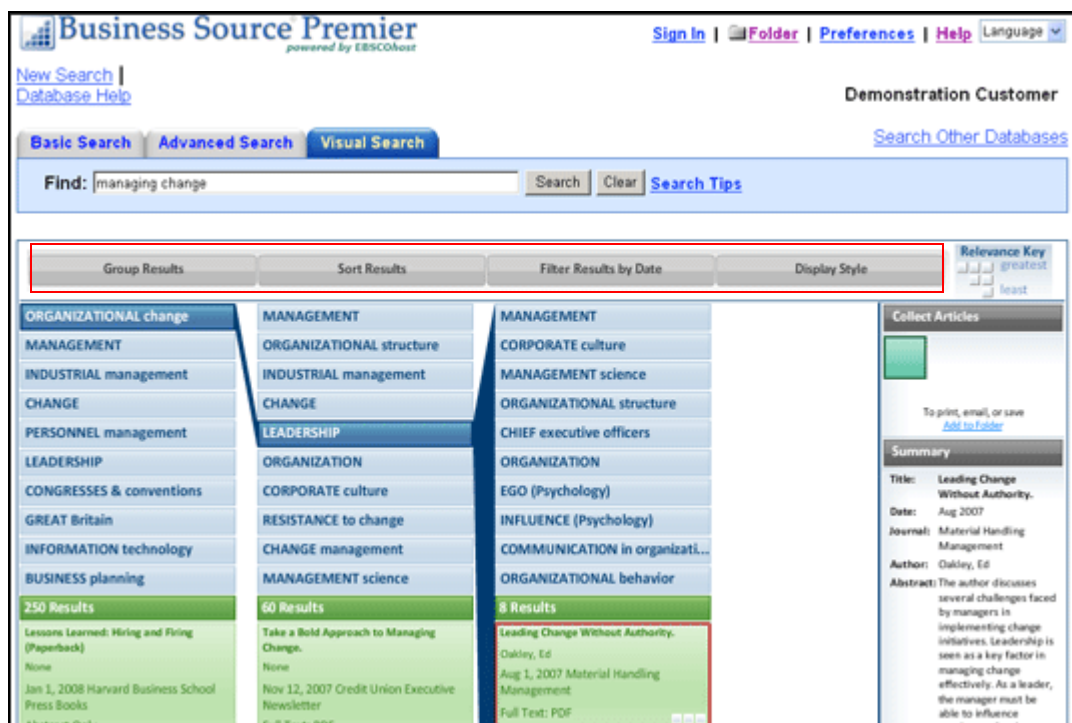 Business Source Premier
powered by EBSCOhost
Sign In | Folder | Preferences | Help Language
New Search |
Database Help
Demonstration Customer
Basic Search Advanced Search Visual Search
Search Other Databases
Find: managing change Search Clear Search Tips
Group Results Sort Results Filter Results by Date Display Style
Relevance Key
greatest
least
ORGANIZATIONAL change
MANAGEMENT
INDUSTRIAL management
CHANGE
PERSONNEL management
LEADERSHIP
CONGRESSES & conventions
GREAT Britain
INFORMATION technology
BUSINESS planning
250 Results
Lessons Learned: Hiring and Firing
(Paperback)
None
Jan 1, 2008 Harvard Business School
Press Books
MANAGEMENT
ORGANIZATIONAL structure
INDUSTRIAL management
CHANGE
LEADERSHIP
ORGANIZATION
CORPORATE culture
RESISTANCE to change
CHANGE management
MANAGEMENT science
60 Results
Take a Bold Approach to Managing
Change.
None
Nov 12, 2007 Credit Union Executive
Newsletter
MANAGEMENT
CORPORATE culture
MANAGEMENT science
ORGANIZATIONAL structure
CHIEF executive officers
ORGANIZATION
EGO (Psychology)
INFLUENCE (Psychology)
COMMUNICATION in organizati...
ORGANIZATIONAL behavior
8 Results
Leading Change Without Authority.
Oakley, Ed
Aug 1, 2007 Material Handling
Management
Full Text: PDF
Collect Articles
To print, email, or save
Add to Folder
Summary
Title: Leading Change
Without Authority.
Date: Aug 2007
Journal: Material Handling
Management
Author: Oakley, Ed
Abstract: The author discusses
several challenges faced
by managers in
implementing change
initiatives. Leadership is
seen as a key factor in
managing change
effectively. As a leader,
the manager must be
able to influence